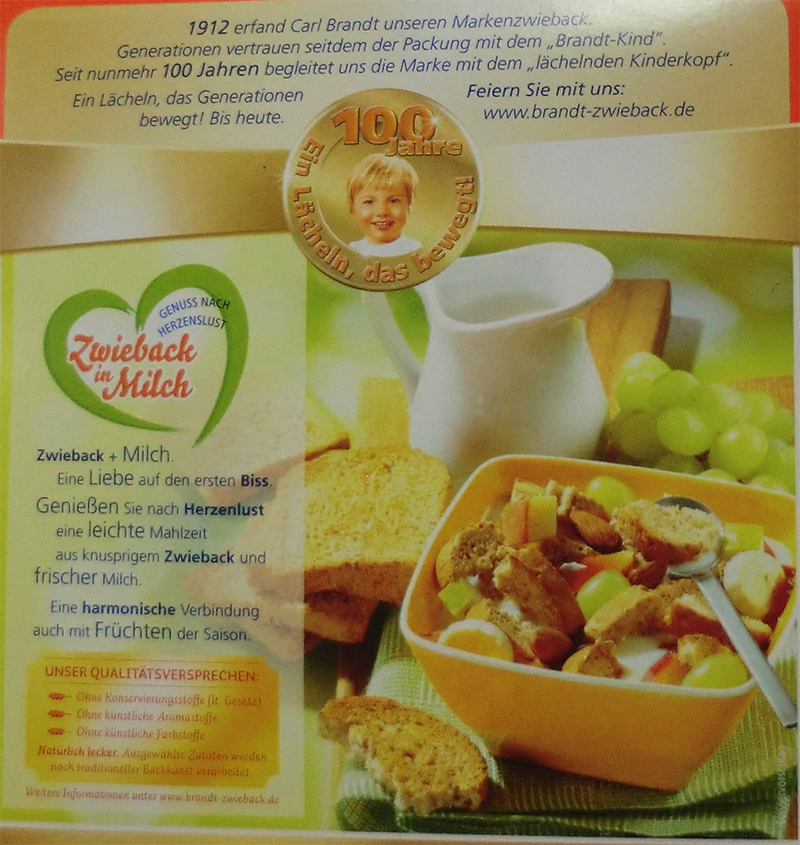 1912 erfand Carl Brandt unseren Markenzwieback.
Generationen vertrauen seitdem der Packung mit dem „Brandt-Kind“.
Seit nunmehr 100 Jahren begleitet uns die Marke mit dem „lächelnden Kinderkopf“.
Ein Lächeln, das Generationen
bewegt! Bis heute.
Feiern Sie mit uns:
www.brandt-zwieback.de
100
Jahre
Ein Lächeln, das bewegt!
GENUSS NACH
HERZENSLUST
Zwieback
in
Milch
Zwieback + Milch.
Eine Liebe auf den ersten Biss.
Genießen Sie nach Herzenlust
eine leichte Mahlzeit
aus knusprigem Zwieback und
frischer Milch.
Eine harmonische Verbindung
auch mit Früchten der Saison.
UNSER QUALITÄTSVERSPRECHEN:
Ohne Konservierungsstoffe (lt. Gesetz)
Ohne künstliche Aromastoffe
Ohne künstliche Farbstoffe
Natürlich lecker. Ausgewählte Zutaten werden
nach traditioneller Backkunst verarbeitet.
Weitere Informationen unter www.brandt-zwieback.de